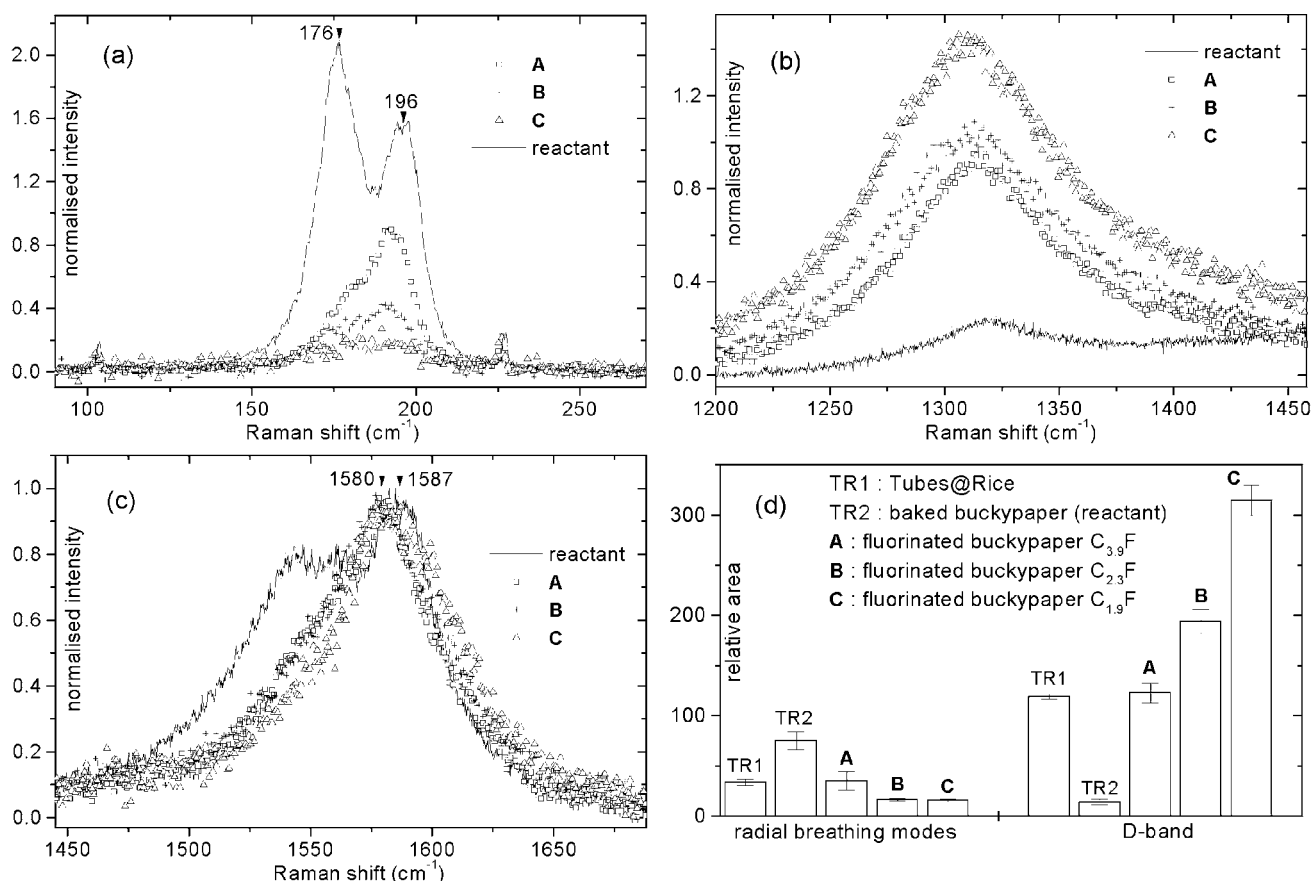 (a)
176
196
A
B
C
reactant
normalised intensity
2.0
1.6
1.2
0.8
0.4
0.0
100
150
200
250
Raman shift (cm⁻¹)
(b)
reactant
A
B
C
normalised intensity
1.2
0.8
0.4
0.0
1200
1250
1300
1350
1400
1450
Raman shift (cm⁻¹)
(c)
1580
1587
reactant
A
B
C
normalised intensity
1.0
0.8
0.6
0.4
0.2
0.0
1450
1500
1550
1600
1650
Raman shift (cm⁻¹)
(d)
TR1 : Tubes@Rice
TR2 : baked buckypaper (reactant)
A : fluorinated buckypaper C₃.₉F
B : fluorinated buckypaper C₂.₃F
C : fluorinated buckypaper C₁.₉F
relative area
300
200
100
0
TR1
TR2
A
B
C
TR1
TR2
A
B
C
radial breathing modes
D-band